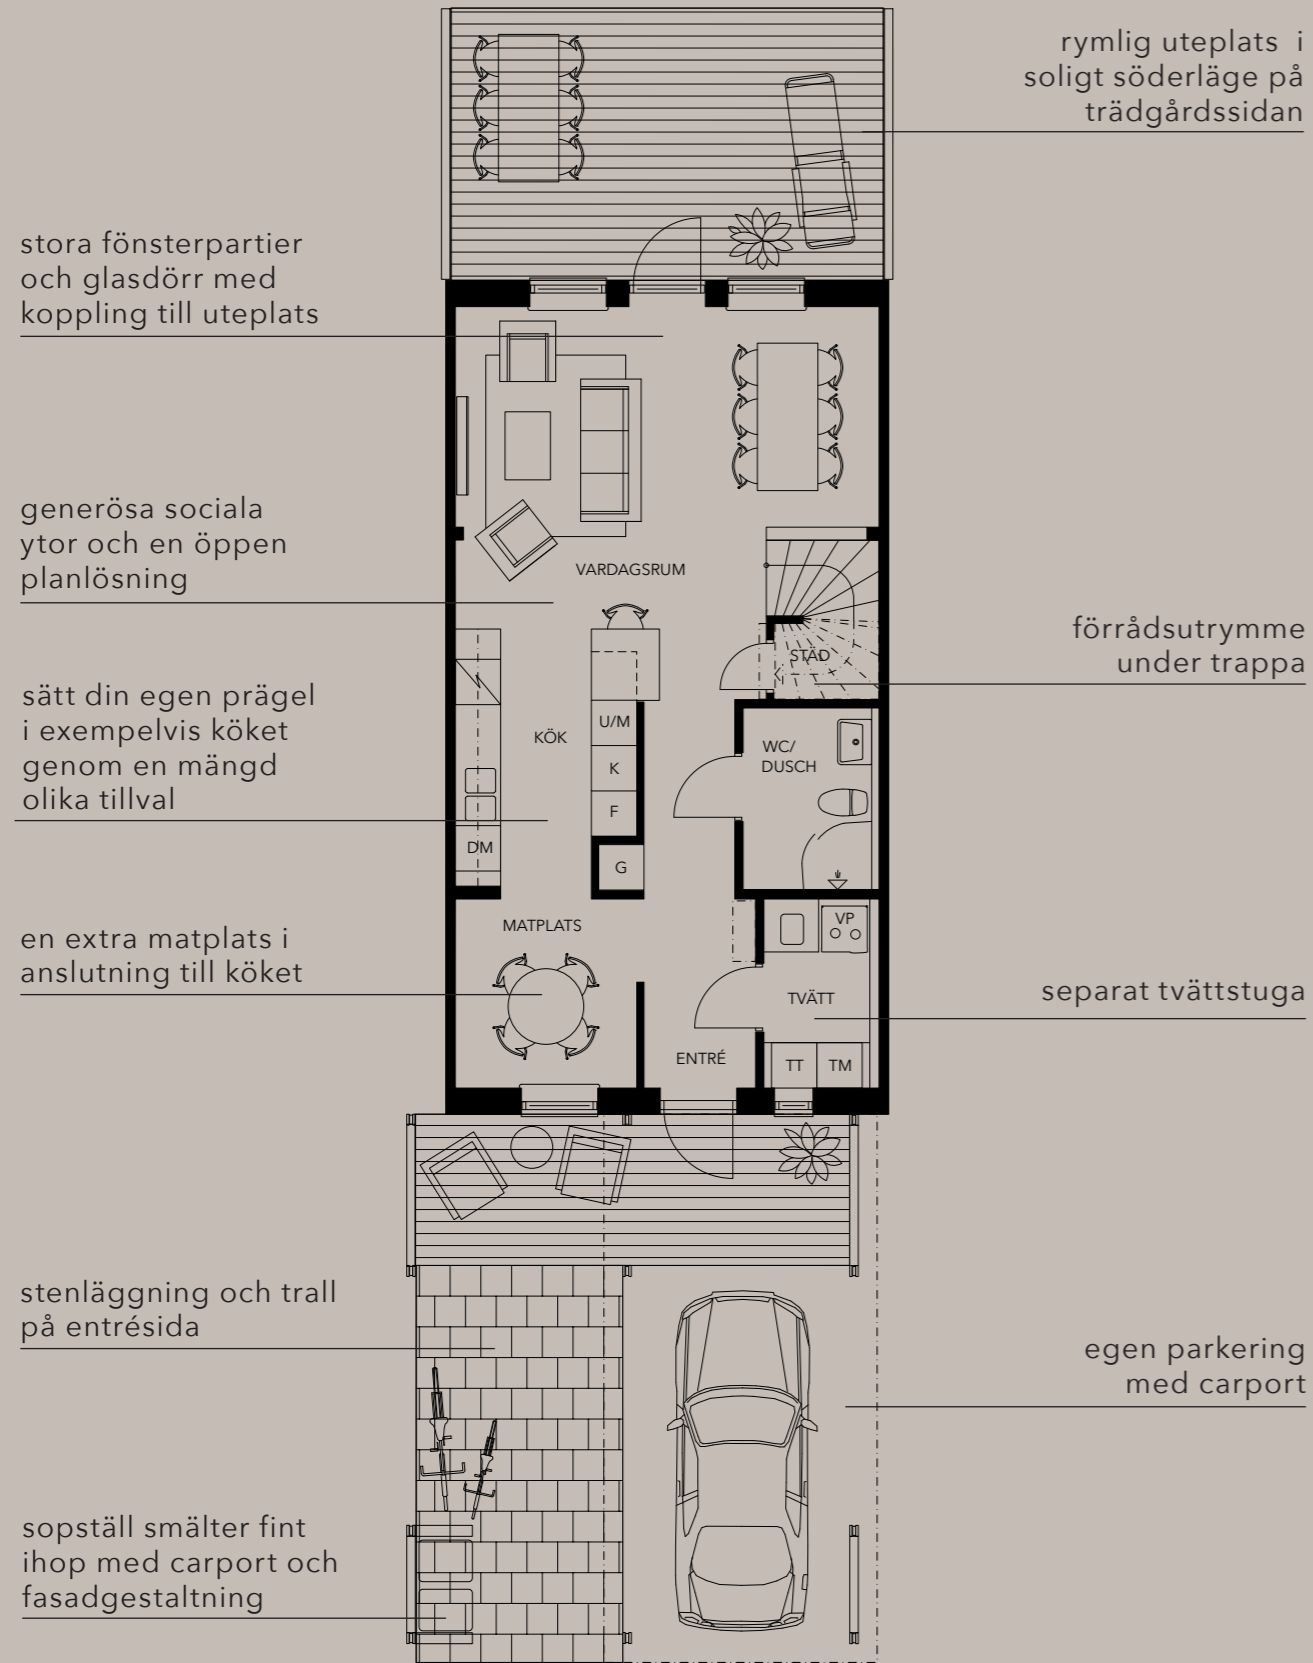 rymlig uteplats i
soligt söderläge på
trädgårdssidan
stora fönsterpartier
och glasdörr med
koppling till uteplats
generösa sociala
ytor och en öppen
planlösning
VARDAGSRUM
förrådsutrymme
under trappa
STÄD
sätt din egen prägel
i exempelvis köket
genom en mängd
olika tillval
KÖK
U/M
K
F
G
DM
WC/
DUSCH
en extra matplats i
anslutning till köket
MATPLATS
VP
TVÄTT
separat tvättstuga
ENTRÉ
TT
TM
stenläggning och trall
på entrésida
egen parkering
med carport
sopställ smälter fint
ihop med carport och
fasadgestaltning